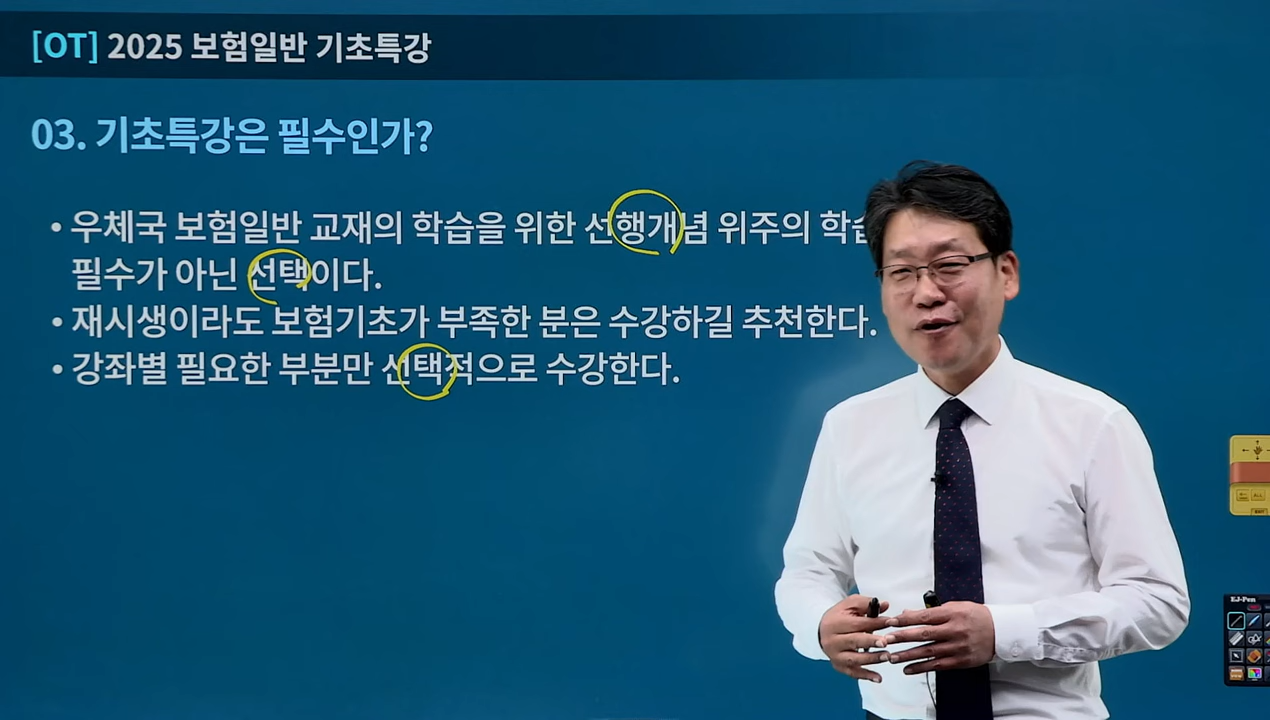 [OT] 2025 보험일반 기초특강
03. 기초특강은 필수인가?
• 우체국 보험일반 교재의 학습을 위한 선행개념 위주의
필수가 아닌 선택이다.
• 재시생이라도 보험기초가 부족한 분은 수강하길 추천한다.
• 강좌별 필요한 부분만 선택적으로 수강한다.
EJ-Pen